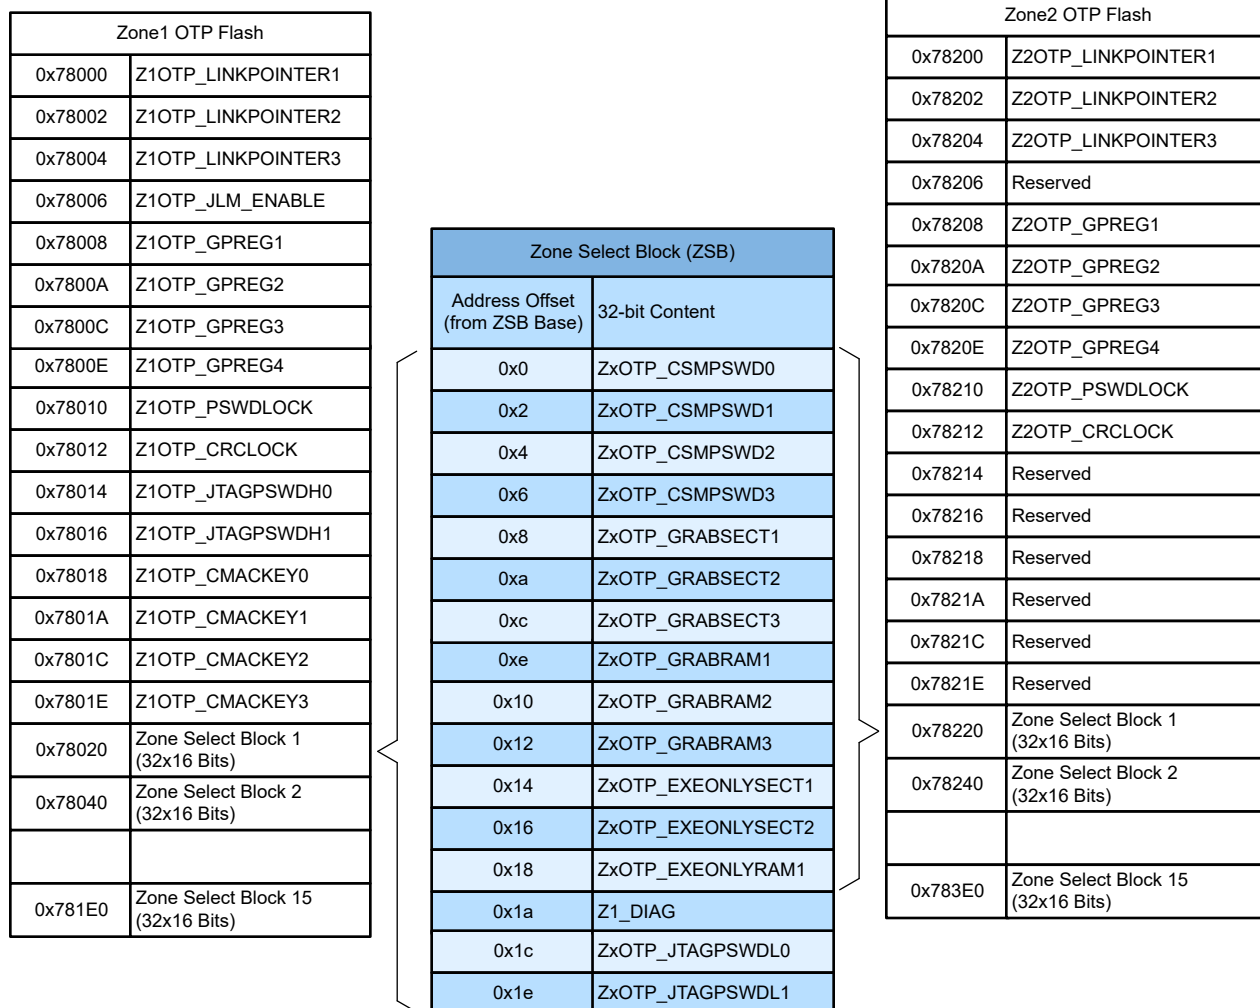 Zone1 OTP Flash
0x78000 Z1OTP_LINKPOINTER1
0x78002 Z1OTP_LINKPOINTER2
0x78004 Z1OTP_LINKPOINTER3
0x78006 Z1OTP_JLM_ENABLE
0x78008 Z1OTP_GPREG1
0x7800A Z1OTP_GPREG2
0x7800C Z1OTP_GPREG3
0x7800E Z1OTP_GPREG4
0x78010 Z1OTP_PSWDLOCK
0x78012 Z1OTP_CRCLOCK
0x78014 Z1OTP_JTAGPSWDH0
0x78016 Z1OTP_JTAGPSWDH1
0x78018 Z1OTP_CMACKEY0
0x7801A Z1OTP_CMACKEY1
0x7801C Z1OTP_CMACKEY2
0x7801E Z1OTP_CMACKEY3
0x78020 Zone Select Block 1
(32x16 Bits)
0x78040 Zone Select Block 2
(32x16 Bits)
0x781E0 Zone Select Block 15
(32x16 Bits)
Zone Select Block (ZSB)
Address Offset
(from ZSB Base) 32-bit Content
0x0 ZxOTP_CSMPSWD0
0x2 ZxOTP_CSMPSWD1
0x4 ZxOTP_CSMPSWD2
0x6 ZxOTP_CSMPSWD3
0x8 ZxOTP_GRABSECT1
0xa ZxOTP_GRABSECT2
0xc ZxOTP_GRABSECT3
0xe ZxOTP_GRABRAM1
0x10 ZxOTP_GRABRAM2
0x12 ZxOTP_GRABRAM3
0x14 ZxOTP_EXEONLYSECT1
0x16 ZxOTP_EXEONLYSECT2
0x18 ZxOTP_EXEONLYRAM1
0x1a Z1_DIAG
0x1c ZxOTP_JTAGPSWDL0
0x1e ZxOTP_JTAGPSWDL1
Zone2 OTP Flash
0x78200 Z2OTP_LINKPOINTER1
0x78202 Z2OTP_LINKPOINTER2
0x78204 Z2OTP_LINKPOINTER3
0x78206 Reserved
0x78208 Z2OTP_GPREG1
0x7820A Z2OTP_GPREG2
0x7820C Z2OTP_GPREG3
0x7820E Z2OTP_GPREG4
0x78210 Z2OTP_PSWDLOCK
0x78212 Z2OTP_CRCLOCK
0x78214 Reserved
0x78216 Reserved
0x78218 Reserved
0x7821A Reserved
0x7821C Reserved
0x7821E Reserved
0x78220 Zone Select Block 1
(32x16 Bits)
0x78240 Zone Select Block 2
(32x16 Bits)
0x783E0 Zone Select Block 15
(32x16 Bits)